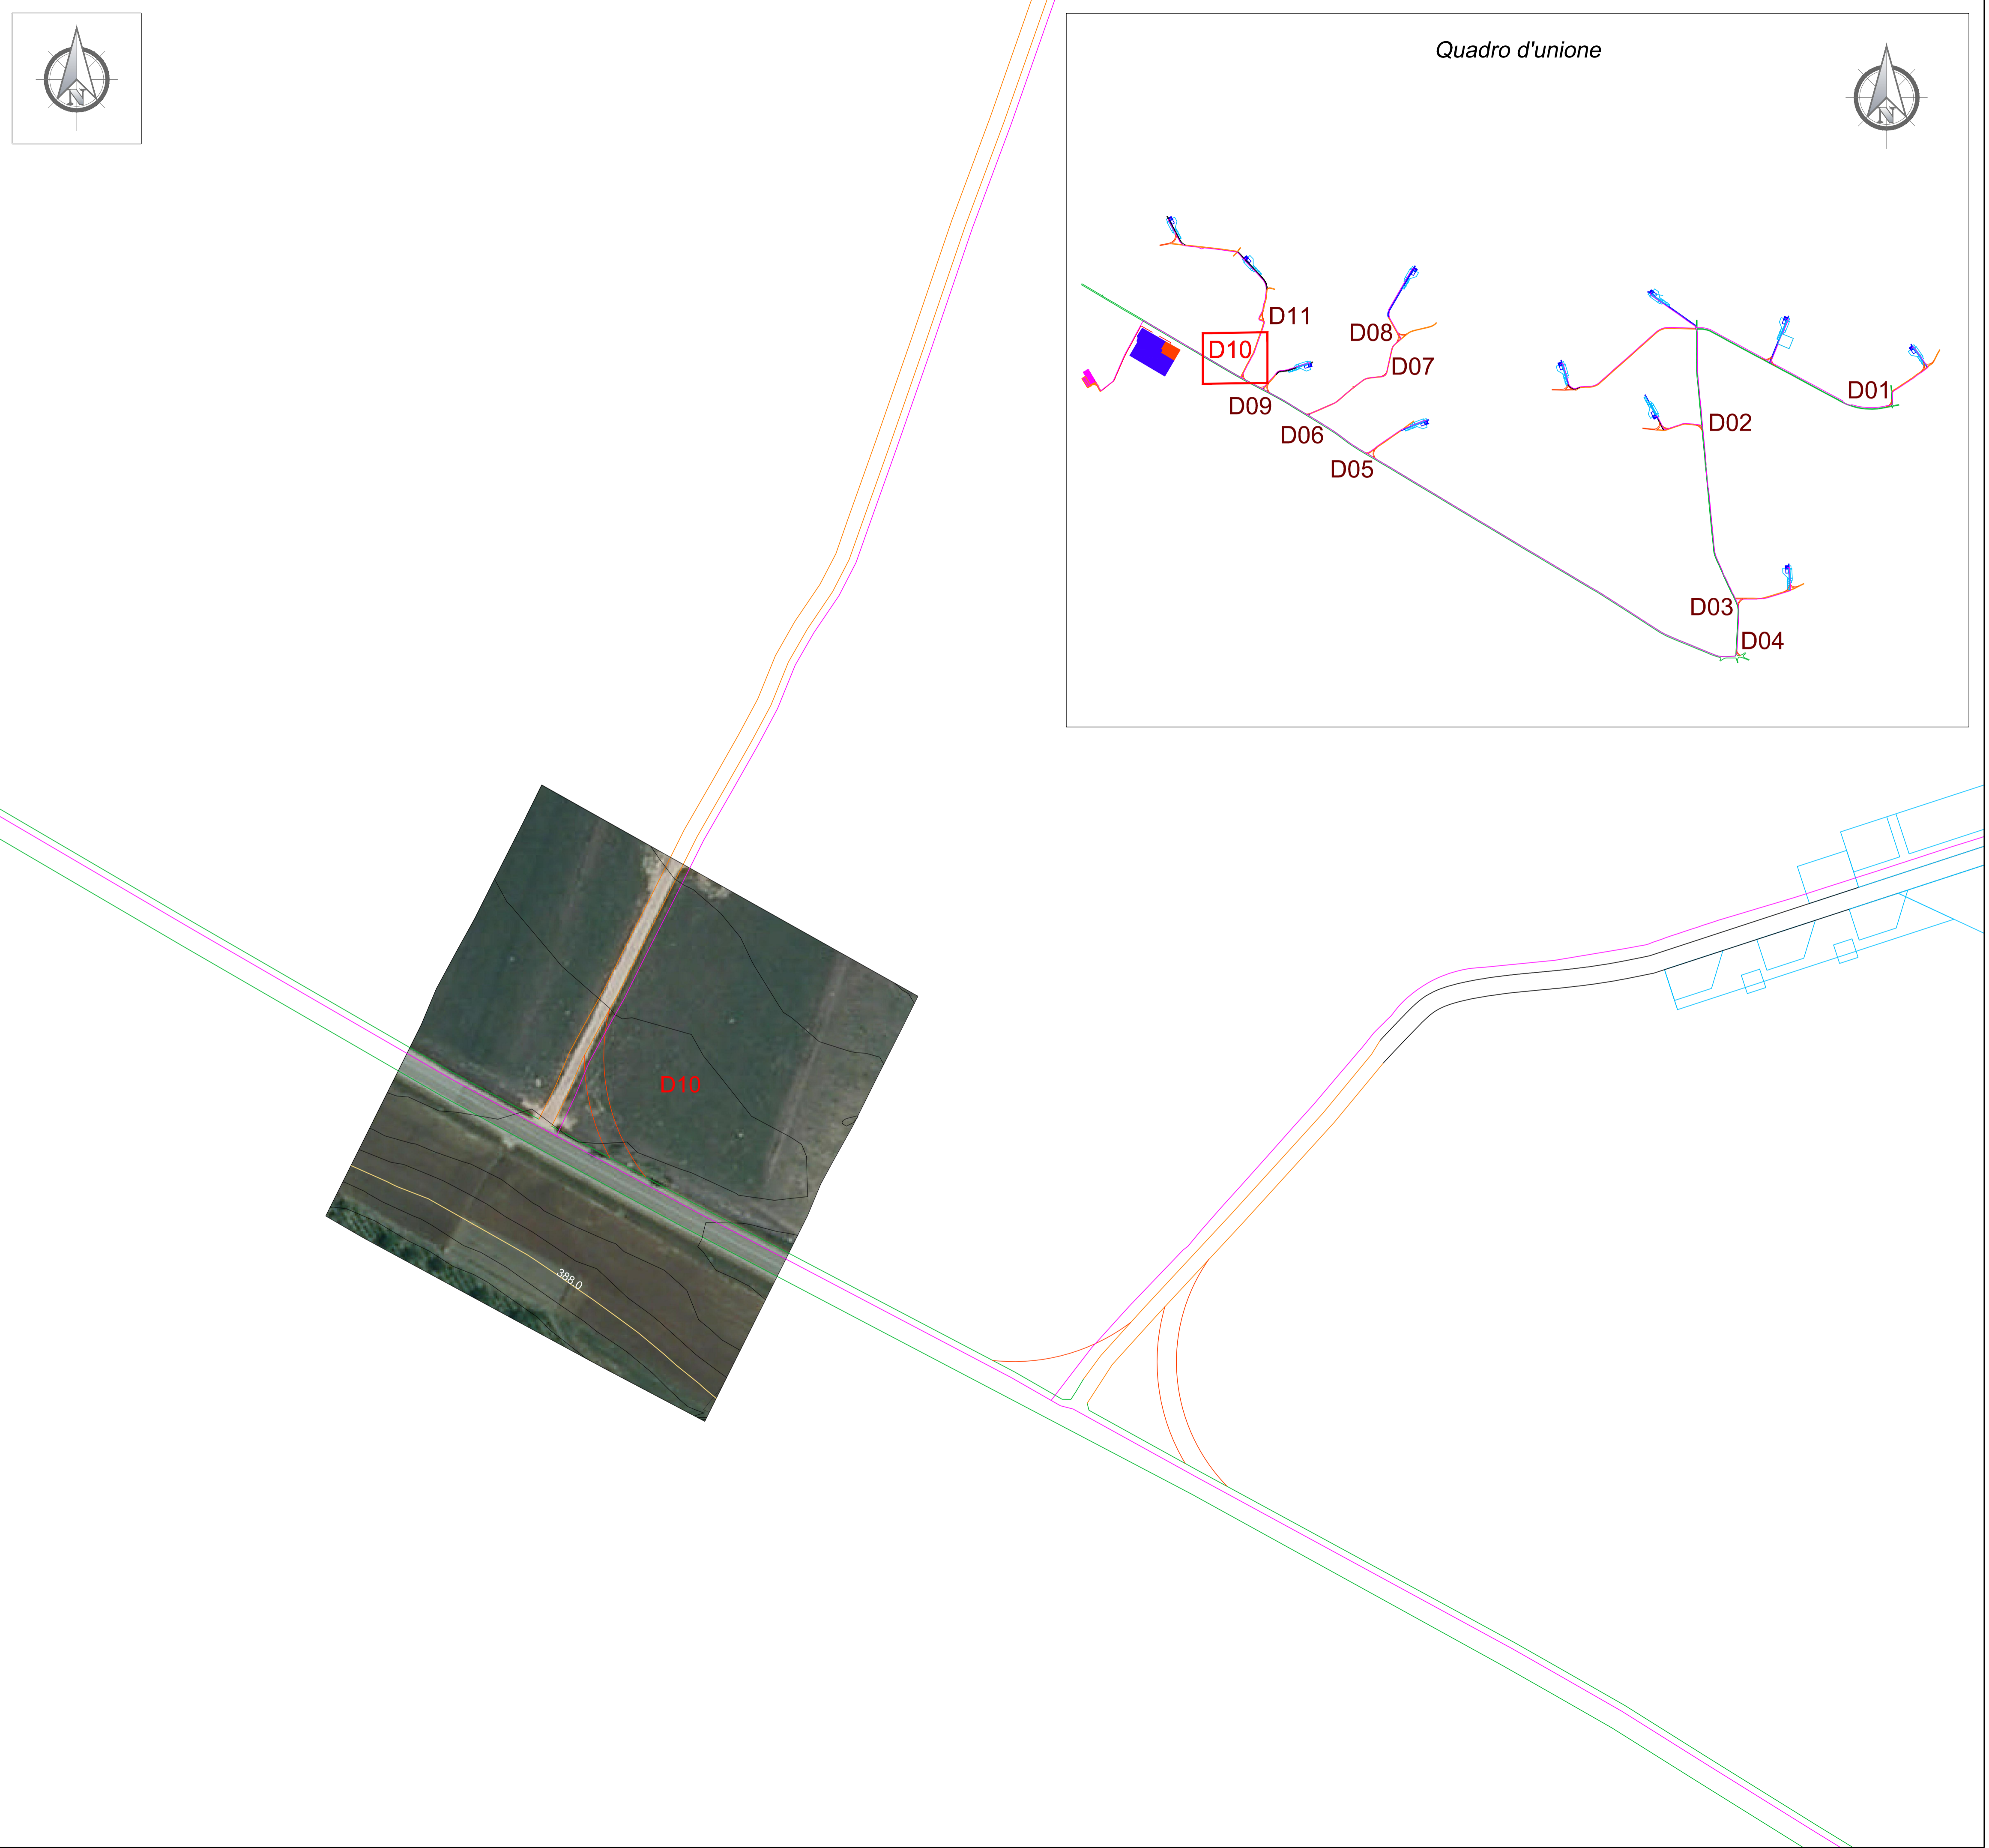 N
Quadro d'unione
N
D11
D08
D10
D07
D01
D09
D02
D06
D05
D03
D04
D10
388.0